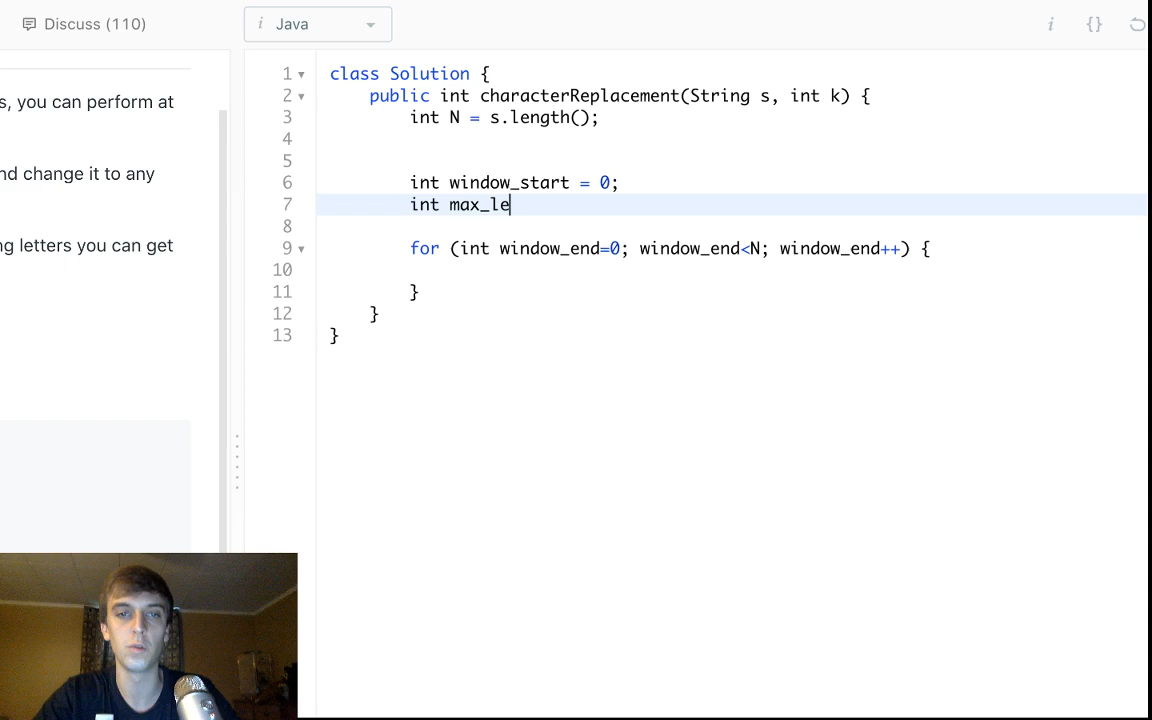 Discuss (110)
i Java
i {}
s, you can perform at
nd change it to any
ng letters you can get
1 class Solution {
2 public int characterReplacement(String s, int k) {
3 int N = s.length();
4
5
6 int window_start = 0;
7 int max_le
8
9 for (int window_end=0; window_end<N; window_end++) {
10
11 }
12 }
13 }